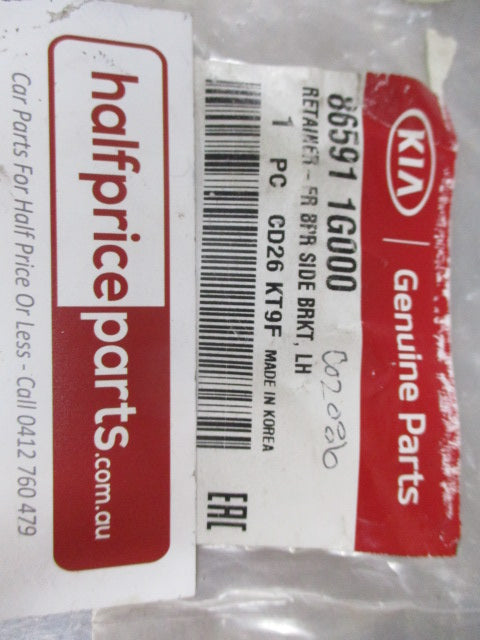 halfpriceparts.com.au
Car Parts For Half Price Or Less - Call 0412 760 479
KIA
Genuine Parts
86591 1G000
RETAINER - FR BPR SIDE BRKT, LH
1 PC CD26 KT9F MADE IN KOREA
EAC